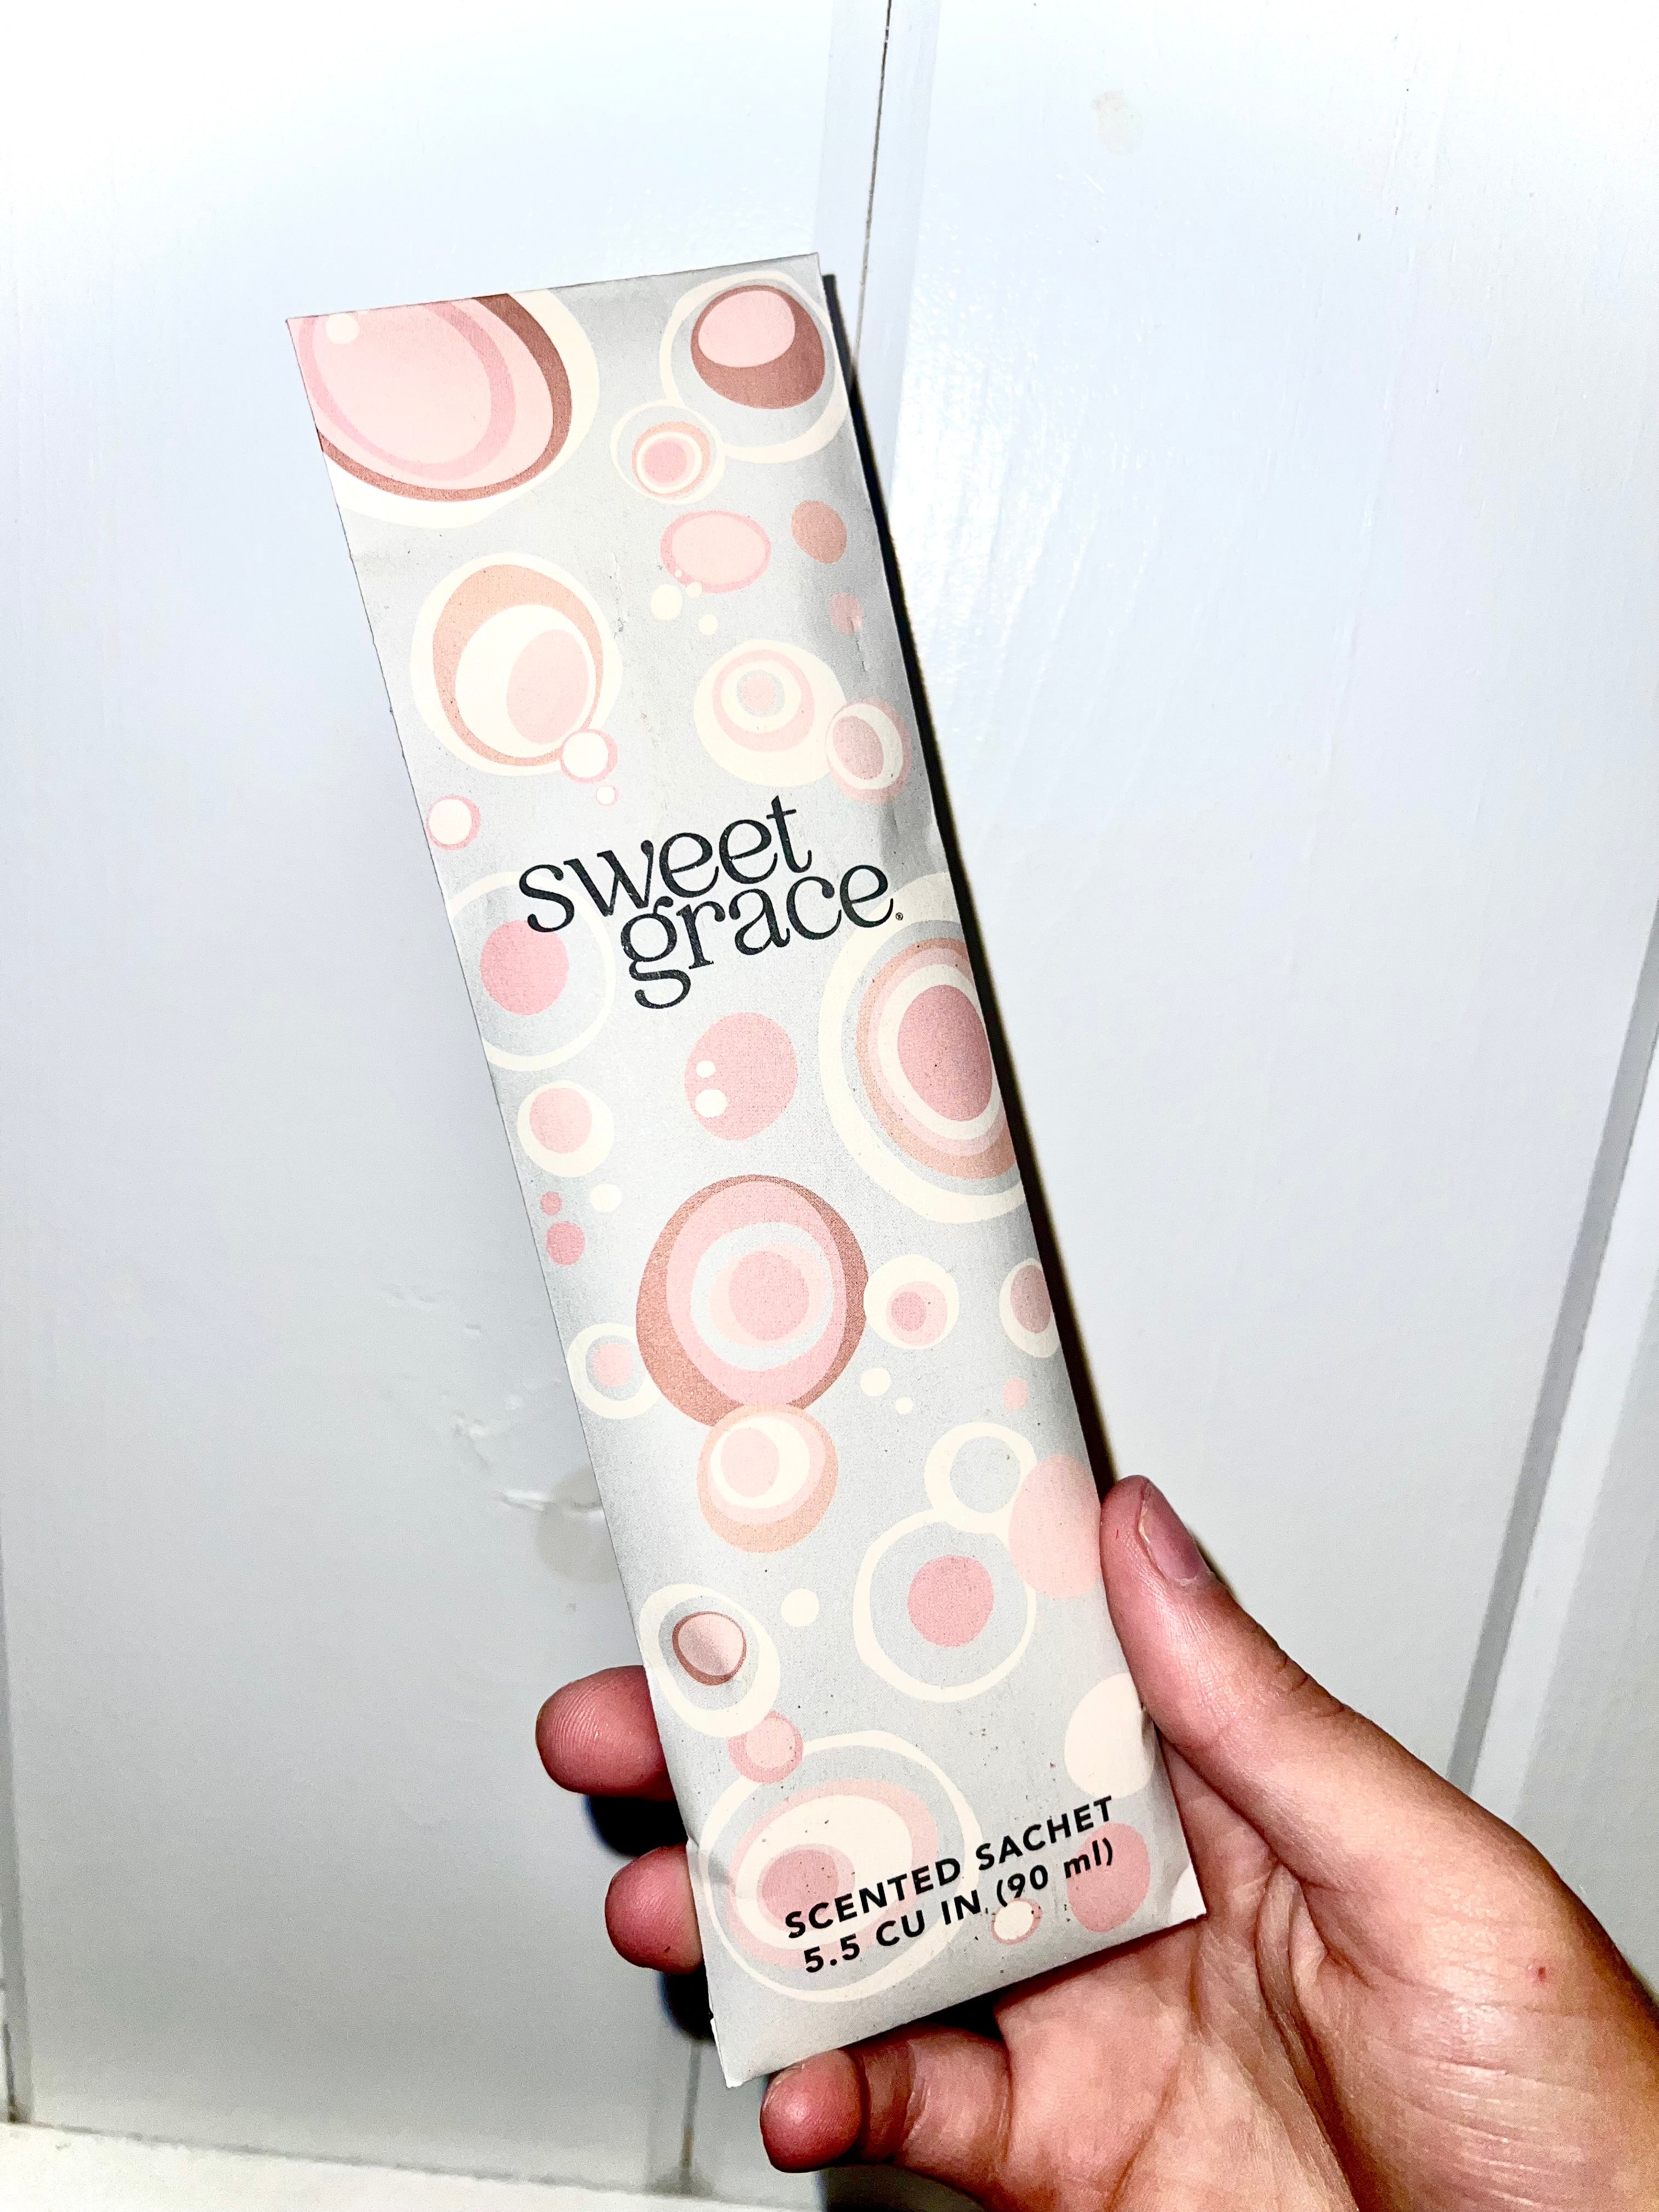 sweet
grace®
SCENTED SACHET
5.5 CU IN (90 ml)